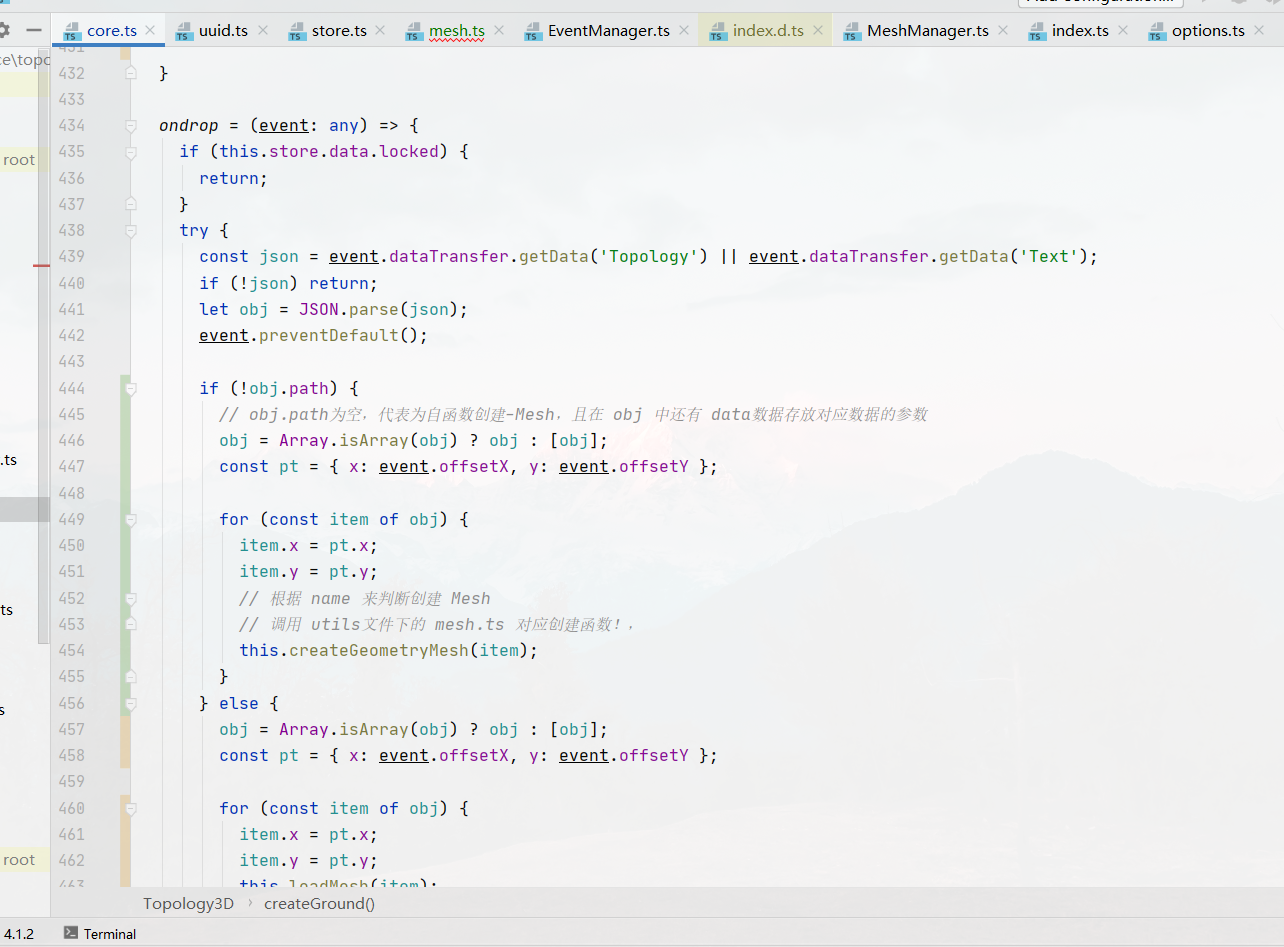 core.ts
uuid.ts
store.ts
mesh.ts
EventManager.ts
index.d.ts
MeshManager.ts
index.ts
options.ts
432 }
433
434 ondrop = (event: any) => {
435 if (this.store.data.locked) {
436 return;
437 }
438 try {
439 const json = event.dataTransfer.getData('Topology') || event.dataTransfer.getData('Text');
440 if (!json) return;
441 let obj = JSON.parse(json);
442 event.preventDefault();
443
444 if (!obj.path) {
445 // obj.path为空，代表为自函数创建-Mesh，且在 obj 中还有 data数据存放对应数据的参数
446 obj = Array.isArray(obj) ? obj : [obj];
447 const pt = { x: event.offsetX, y: event.offsetY };
448
449 for (const item of obj) {
450 item.x = pt.x;
451 item.y = pt.y;
452 // 根据 name 来判断创建 Mesh
453 // 调用 utils文件下的 mesh.ts 对应创建函数！，
454 this.createGeometryMesh(item);
455 }
456 } else {
457 obj = Array.isArray(obj) ? obj : [obj];
458 const pt = { x: event.offsetX, y: event.offsetY };
459
460 for (const item of obj) {
461 item.x = pt.x;
462 item.y = pt.y;
463 this.loadMesh(item);
root
.ts
ts
s
root
Topology3D › createGround()
4.1.2
Terminal